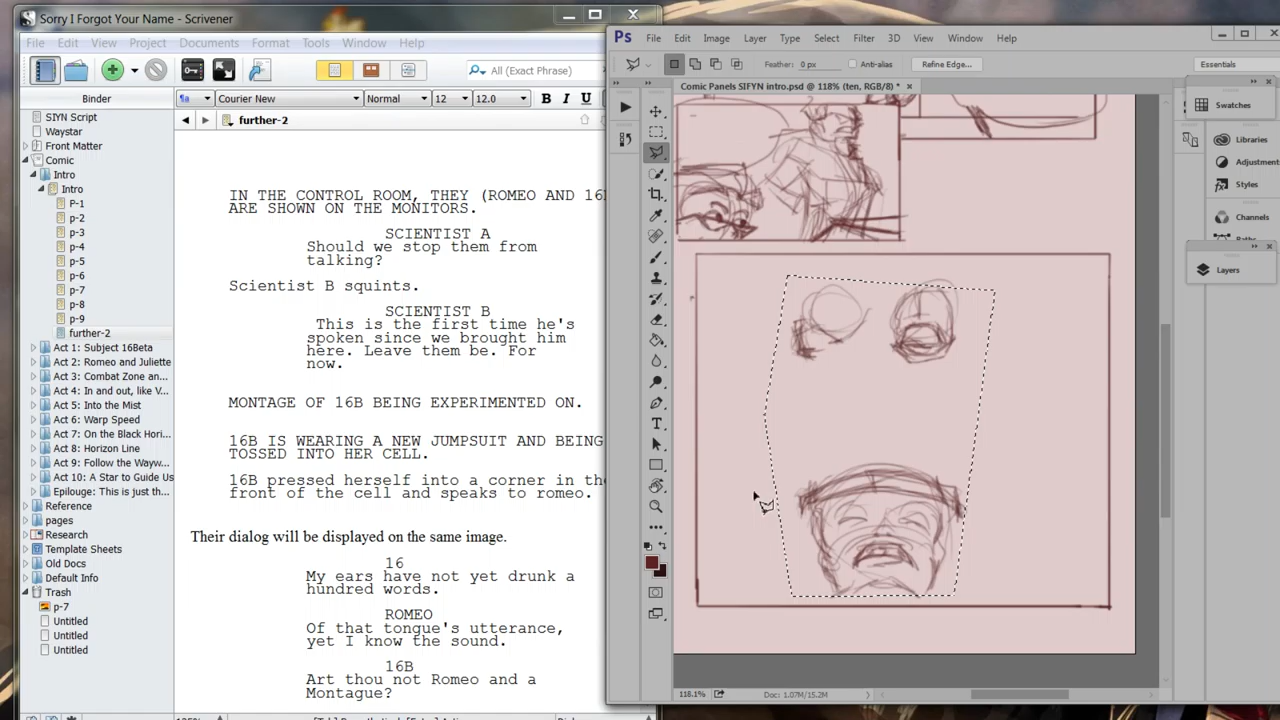 Sorry I Forgot Your Name - Scrivener
File Edit View Project Documents Format Tools Window Help
All (Exact Phrase)
Binder
Courier New Normal 12 12.0 B I U
further-2
SIYN Script
Waystar
Front Matter
Comic
Intro
Intro
P-1
p-2
p-3
p-4
p-5
p-6
p-7
p-8
p-9
further-2
Act 1: Subject 16Beta
Act 2: Romeo and Juliette
Act 3: Combat Zone an...
Act 4: In and out, like V...
Act 5: Into the Mist
Act 6: Warp Speed
Act 7: On the Black Hori...
Act 8: Horizon Line
Act 9: Follow the Wayw...
Act 10: A Star to Guide Us
Epilouge: This is just th...
Reference
pages
Research
Template Sheets
Old Docs
Default Info
Trash
p-7
Untitled
Untitled
Untitled
IN THE CONTROL ROOM, THEY (ROMEO AND 16
ARE SHOWN ON THE MONITORS.
SCIENTIST A
Should we stop them from
talking?
Scientist B squints.
SCIENTIST B
This is the first time he's
spoken since we brought him
here. Leave them be. For
now.
MONTAGE OF 16B BEING EXPERIMENTED ON.
16B IS WEARING A NEW JUMPSUIT AND BEING
TOSSED INTO HER CELL.
16B pressed herself into a corner in the
front of the cell and speaks to romeo.
Their dialog will be displayed on the same image.
16
My ears have not yet drunk a
hundred words.
ROMEO
Of that tongue's utterance,
yet I know the sound.
16B
Art thou not Romeo and a
Montague?
Ps File Edit Image Layer Type Select Filter 3D View Window Help
Feather: 0 px Anti-alias Refine Edge... Essentials
Comic Panels SIFYN intro.psd @ 118% (ten, RGB/8) *
Swatches
Libraries
Adjustment
Styles
Channels
Layers
118.1% Doc: 1.07M/15.2M